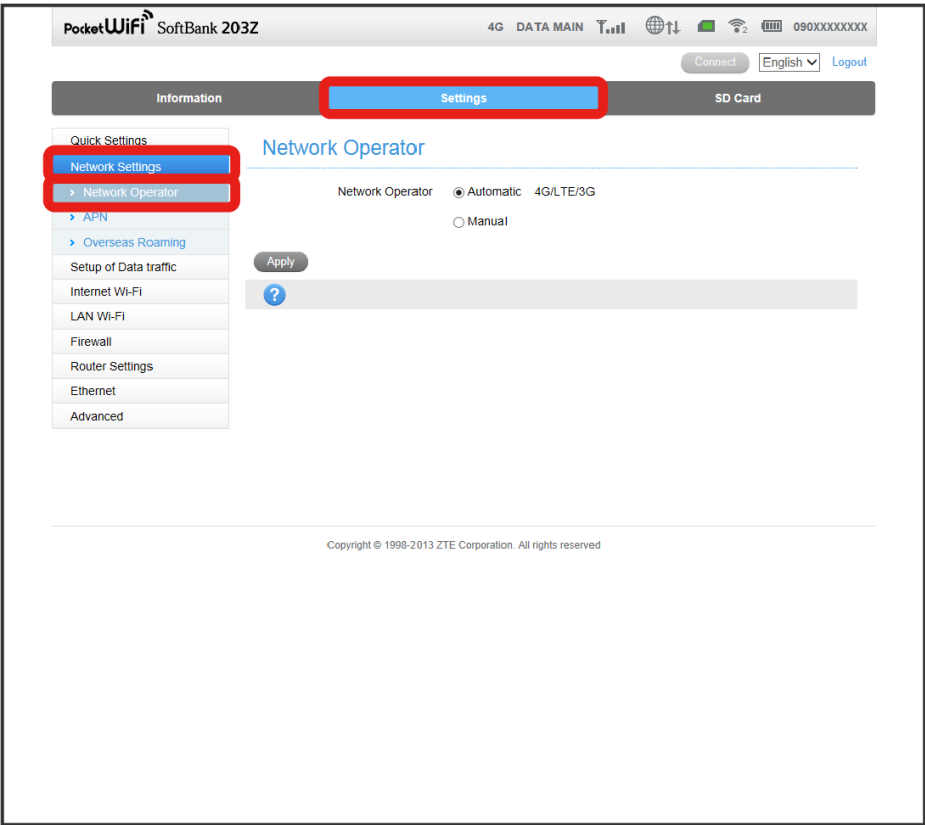 PocketWiFi SoftBank 203Z 4G DATA MAIN 2 090XXXXXXXX
Connect English Logout
Information Settings SD Card
Quick Settings
Network Settings
Network Operator
APN
Overseas Roaming
Setup of Data traffic
Internet Wi-Fi
LAN Wi-Fi
Firewall
Router Settings
Ethernet
Advanced
Network Operator
Network Operator Automatic 4G/LTE/3G
Manual
Apply
?
Copyright © 1998-2013 ZTE Corporation. All rights reserved